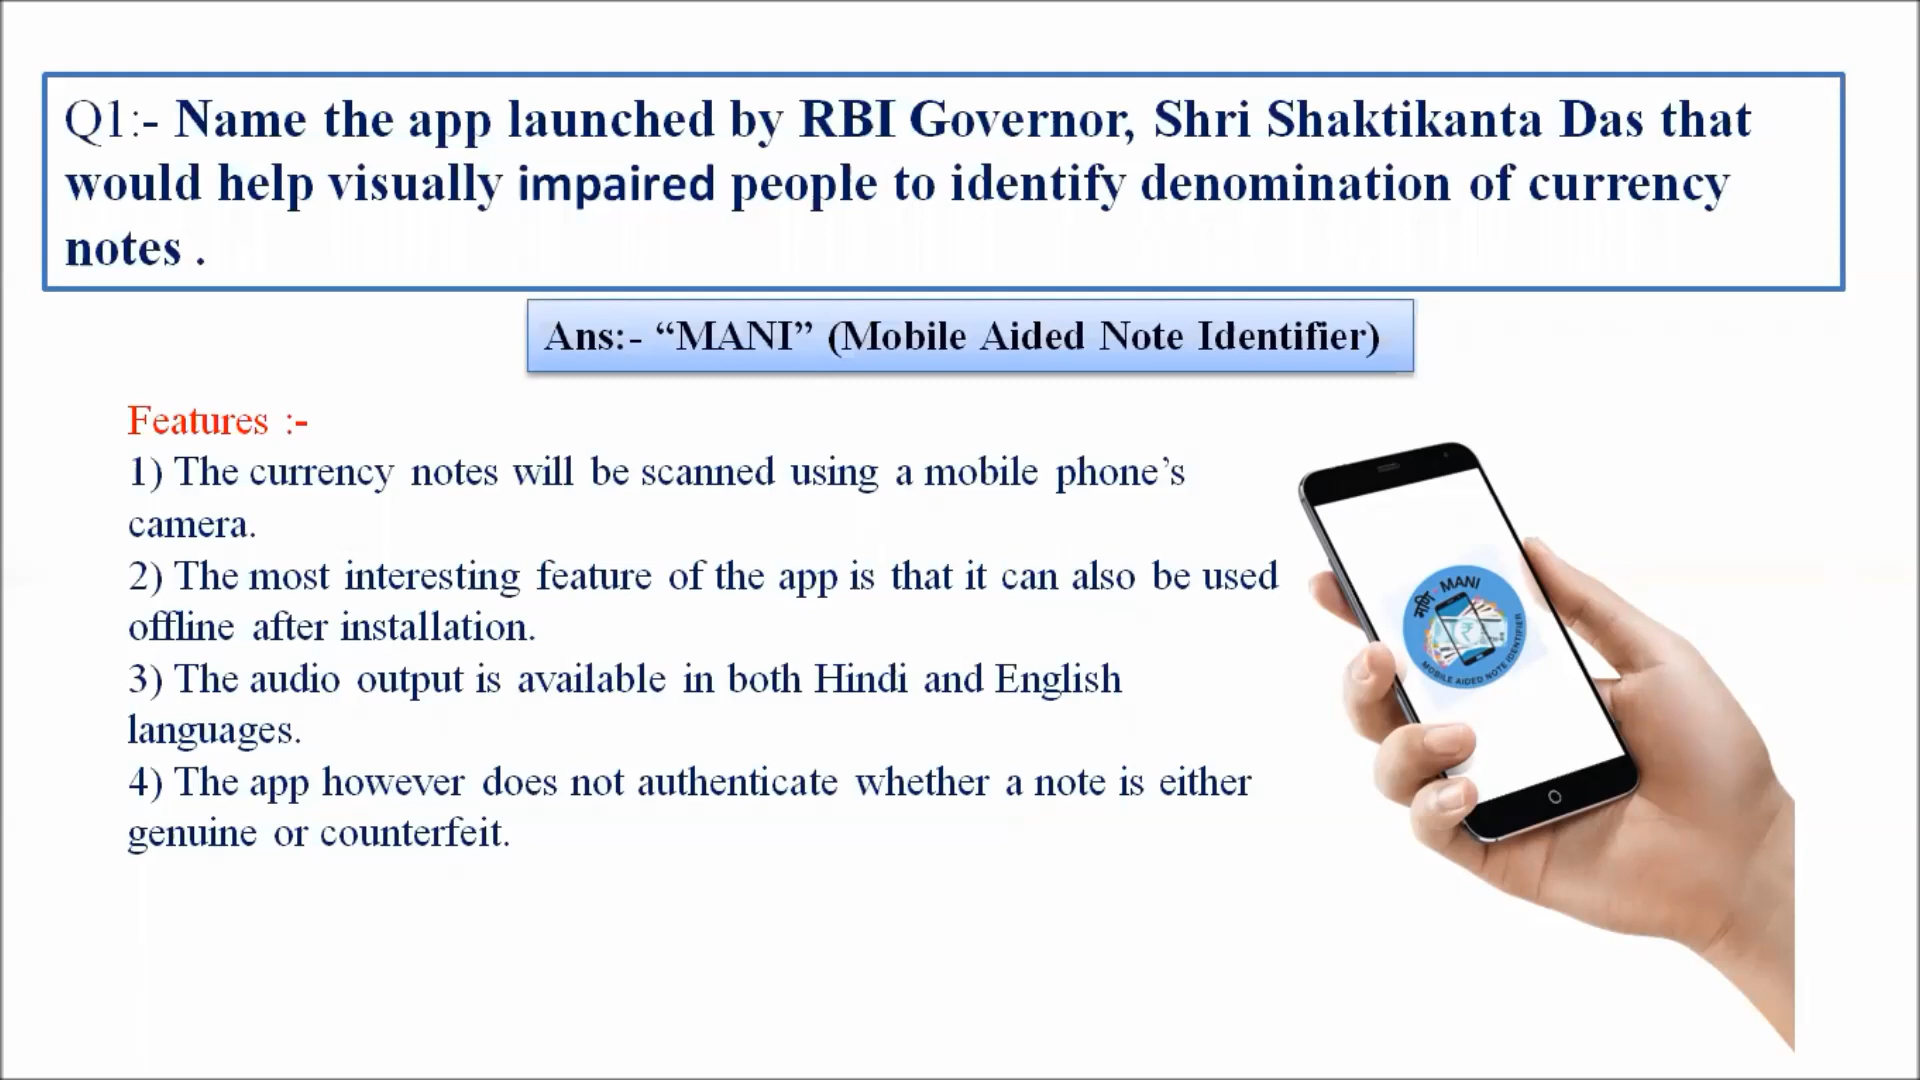 Q1:- Name the app launched by RBI Governor, Shri Shaktikanta Das that
would help visually impaired people to identify denomination of currency
notes .
Ans:- “MANI” (Mobile Aided Note Identifier)
Features :-
1) The currency notes will be scanned using a mobile phone’s
camera.
2) The most interesting feature of the app is that it can also be used
offline after installation.
3) The audio output is available in both Hindi and English
languages.
4) The app however does not authenticate whether a note is either
genuine or counterfeit.
मणि - MANI
₹
MOBILE AIDED NOTE IDENTIFIER